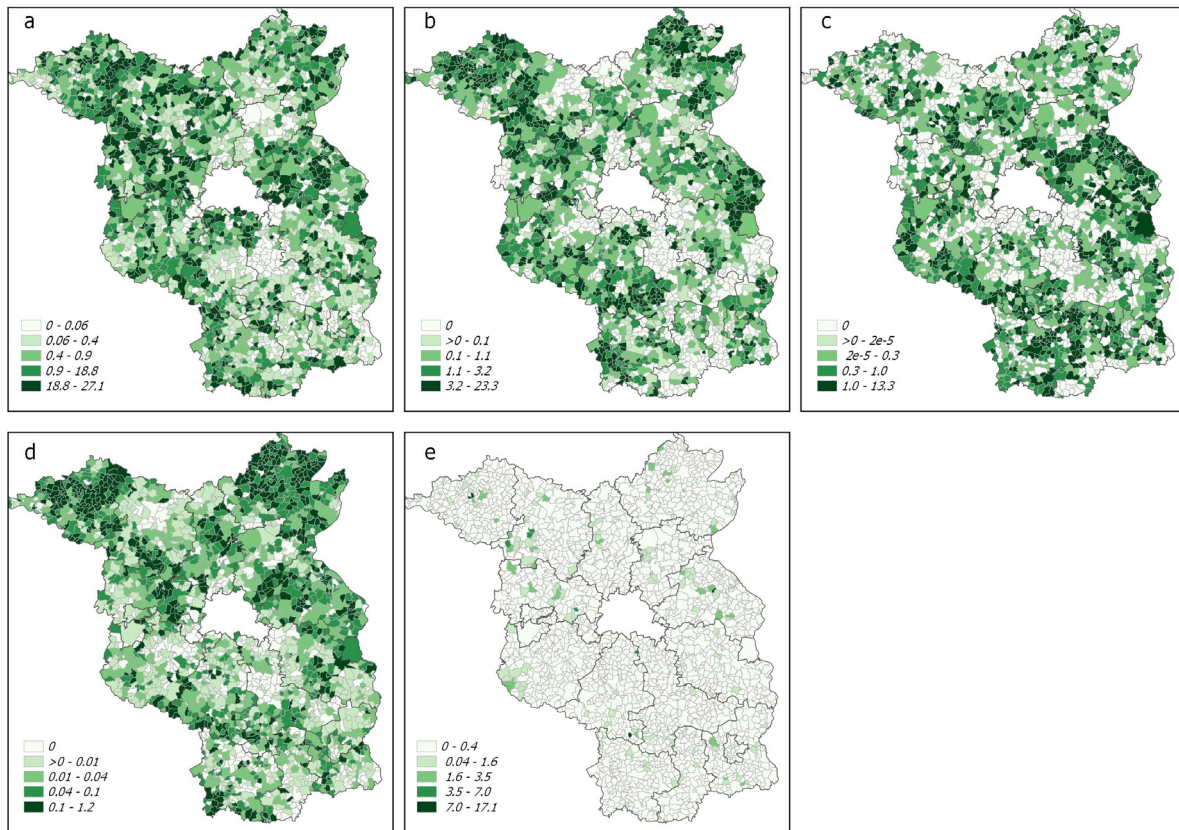 a
0 - 0.06
0.06 - 0.4
0.4 - 0.9
0.9 - 18.8
18.8 - 27.1
b
0
>0 - 0.1
0.1 - 1.1
1.1 - 3.2
3.2 - 23.3
c
0
>0 - 2e-5
2e-5 - 0.3
0.3 - 1.0
1.0 - 13.3
d
0
>0 - 0.01
0.01 - 0.04
0.04 - 0.1
0.1 - 1.2
e
0 - 0.4
0.04 - 1.6
1.6 - 3.5
3.5 - 7.0
7.0 - 17.1